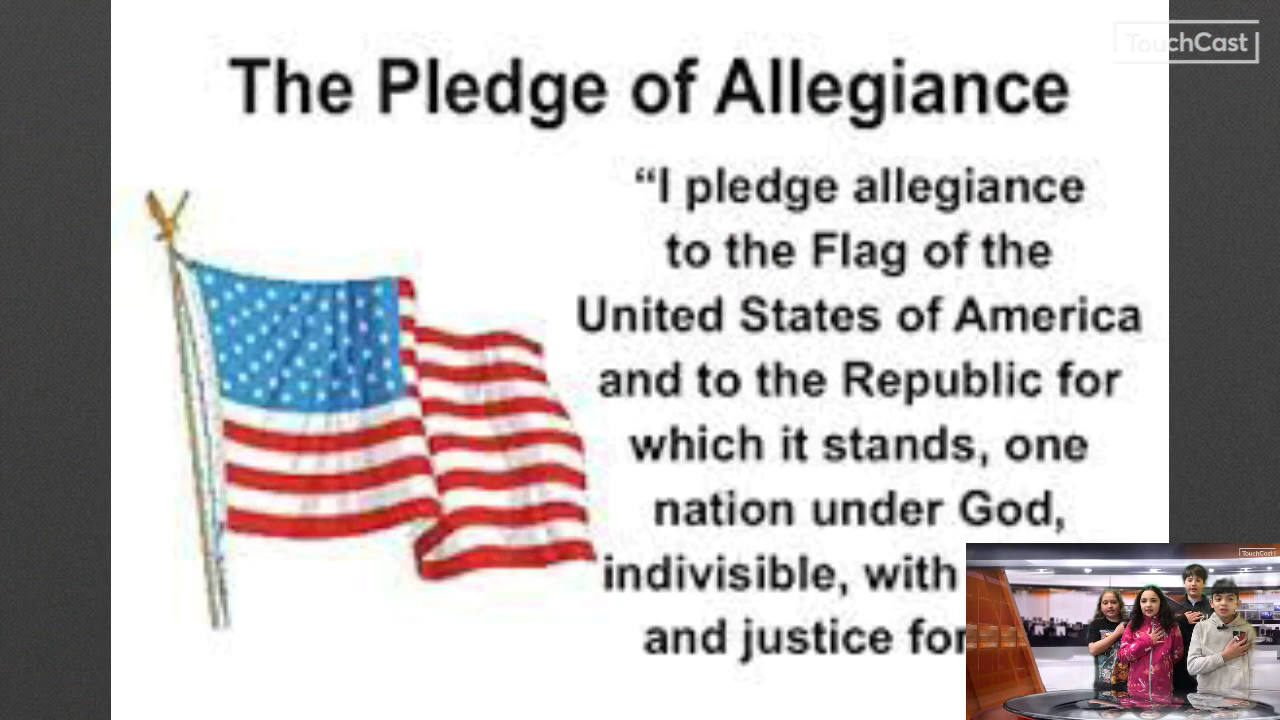 TouchCast
The Pledge of Allegiance
“I pledge allegiance
to the Flag of the
United States of America
and to the Republic for
which it stands, one
nation under God,
indivisible, with
and justice for
TouchCast